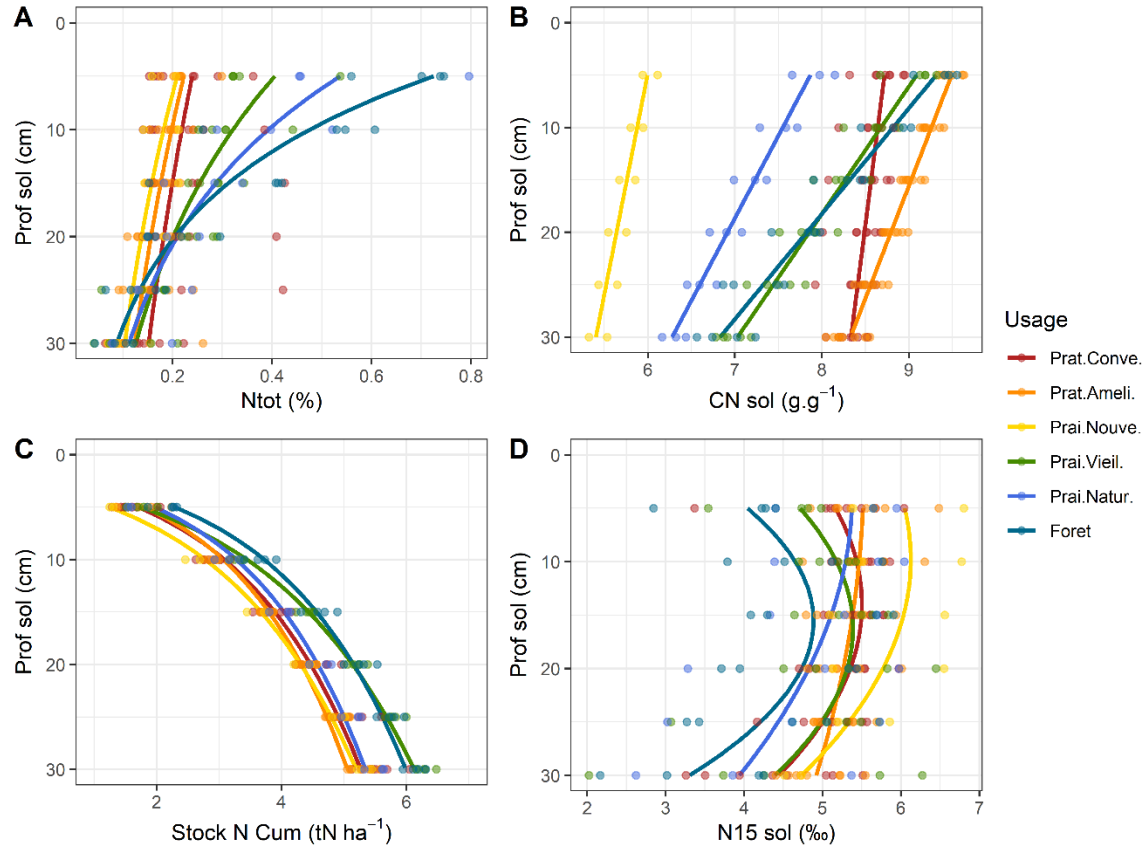 A
0
10
20
30
Prof sol (cm)
0.2
0.4
0.6
0.8
Ntot (%)
B
0
10
20
30
Prof sol (cm)
6
7
8
9
CN sol (g.g⁻¹)
C
0
10
20
30
Prof sol (cm)
2
4
6
Stock N Cum (tN ha⁻¹)
D
0
10
20
30
Prof sol (cm)
2
3
4
5
6
7
N15 sol (‰)
Usage
Prat.Conve.
Prat.Ameli.
Prai.Nouve.
Prai.Vieil.
Prai.Natur.
Foret